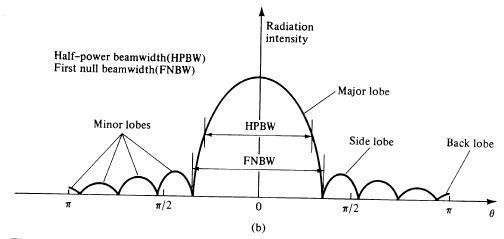 Radiation
intensity
Half-power beamwidth(HPBW)
First null beamwidth(FNBW)
Major lobe
Minor lobes
HPBW
Side lobe
Back lobe
FNBW
π
π/2
0
π/2
π
θ
(b)